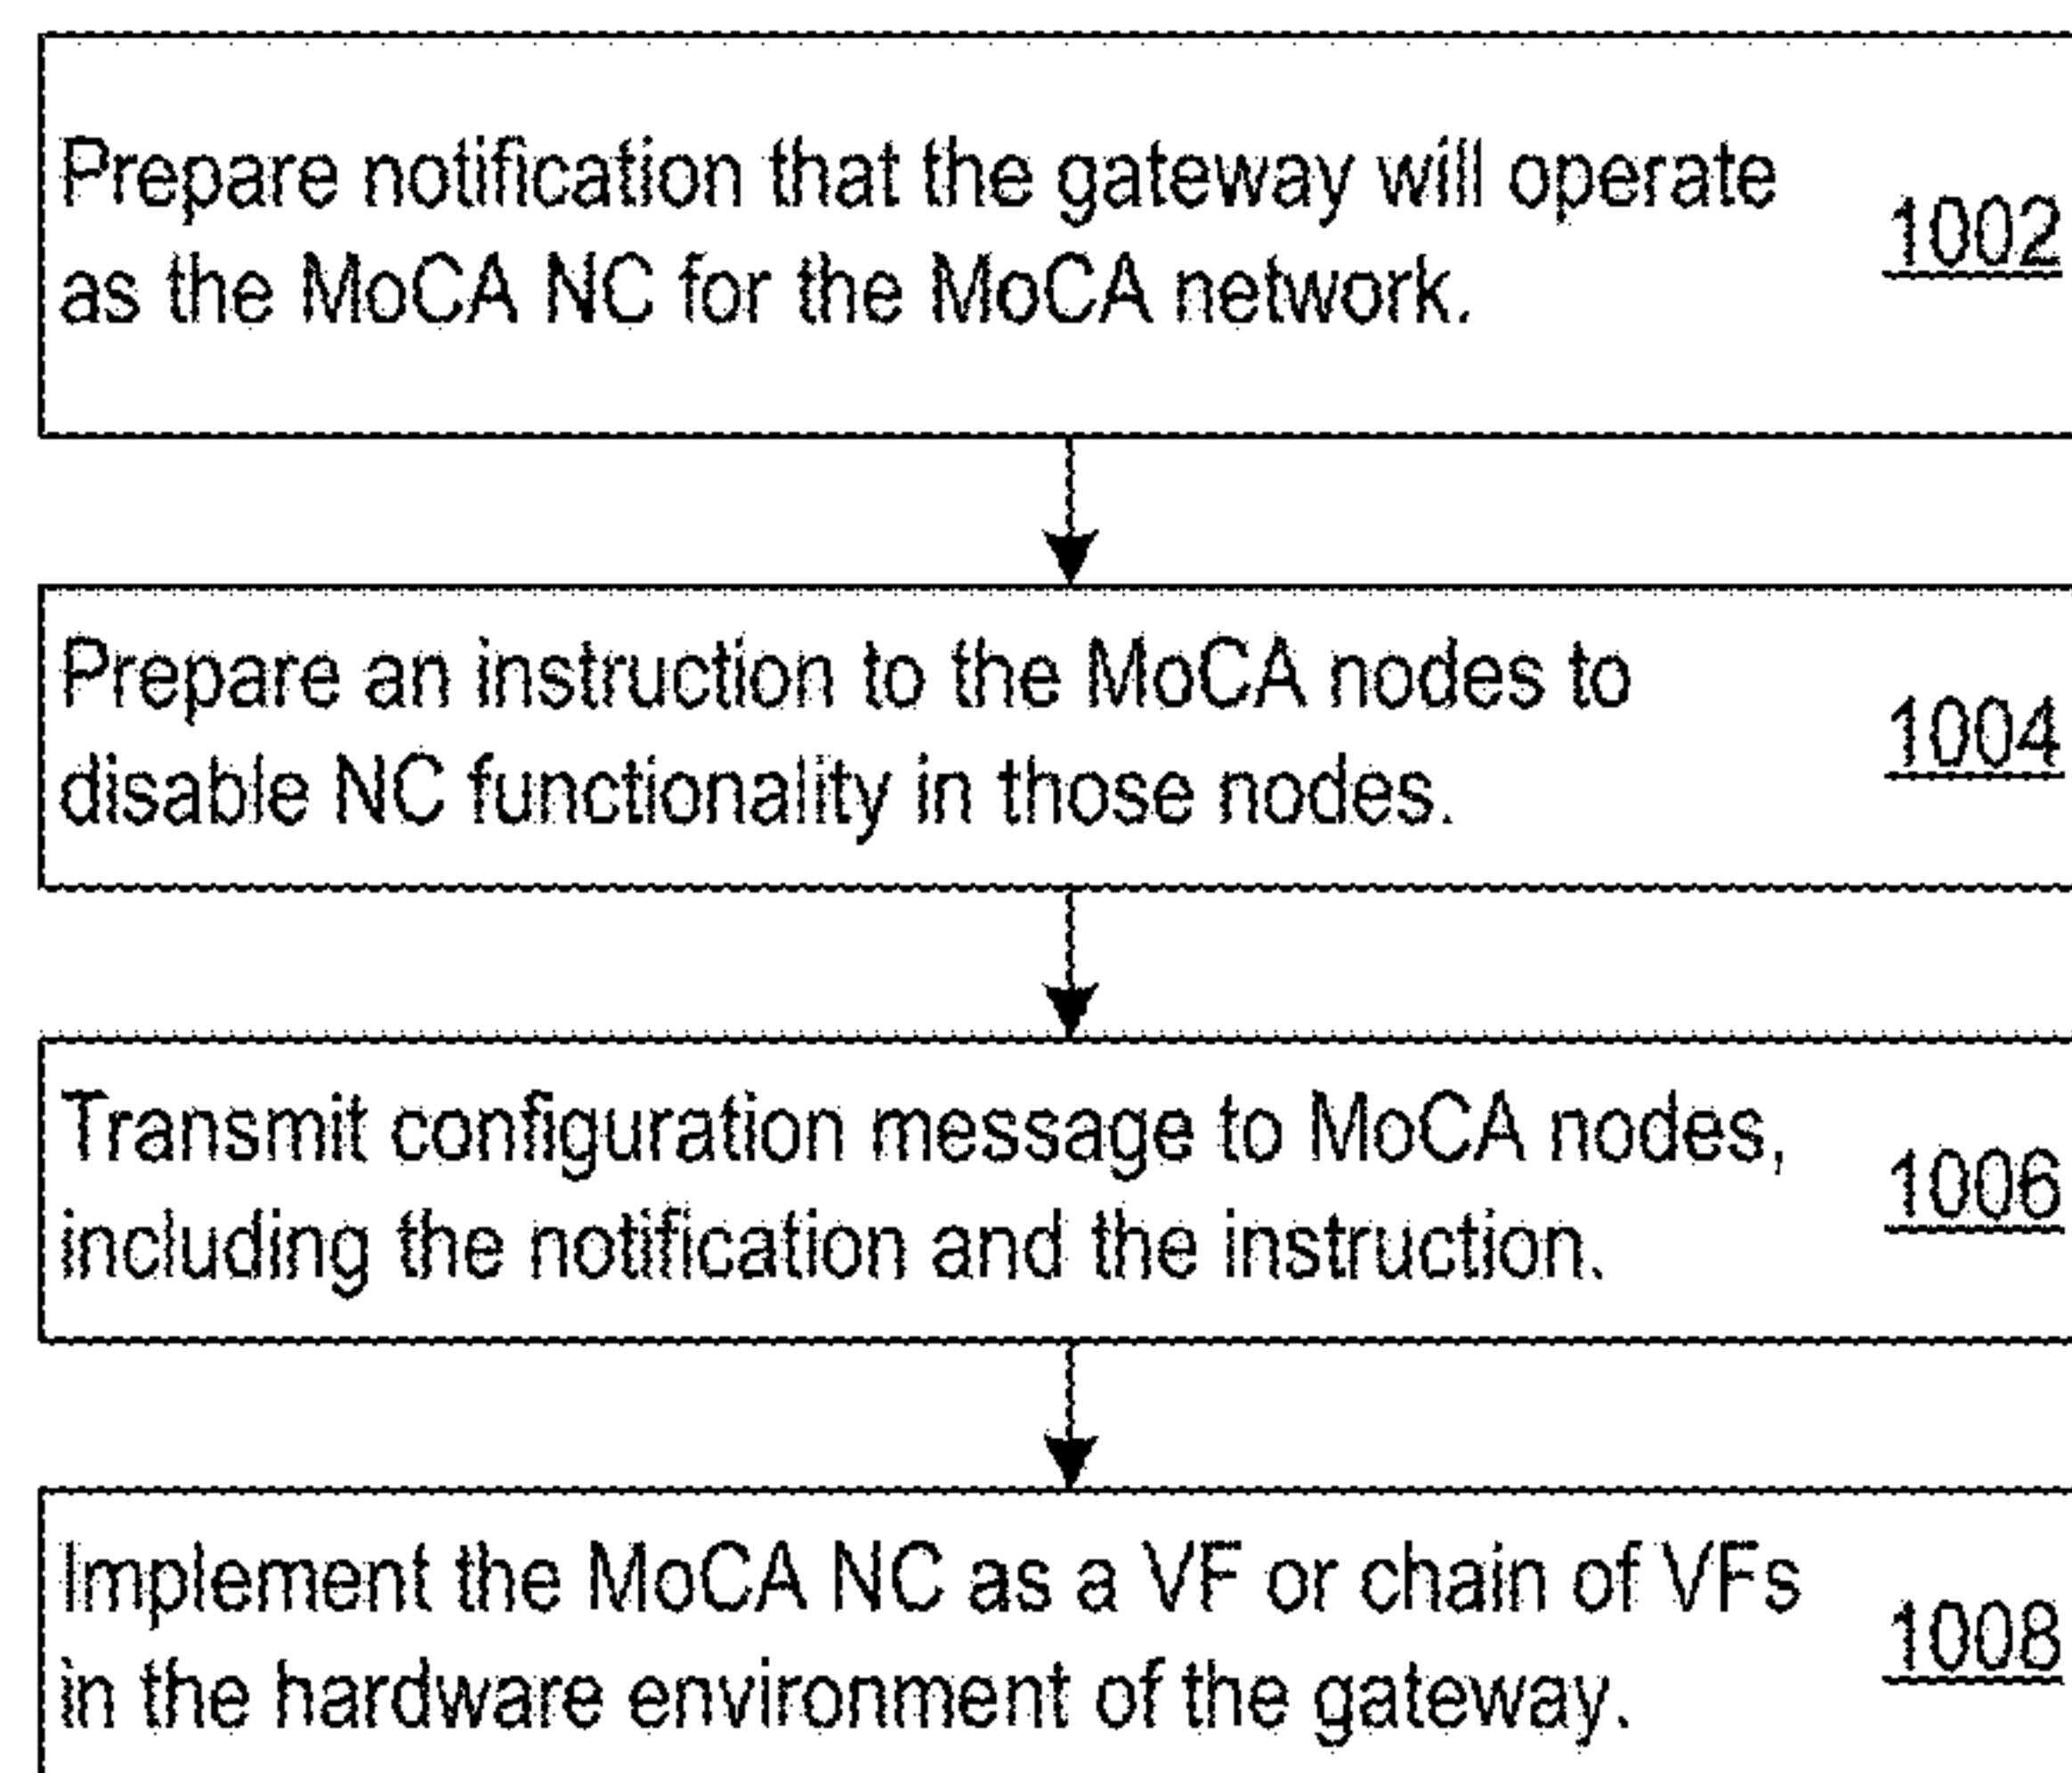 Prepare notification that the gateway will operate
as the MoCA NC for the MoCA network.
1002
Prepare an instruction to the MoCA nodes to
disable NC functionality in those nodes.
1004
Transmit configuration message to MoCA nodes,
including the notification and the instruction.
1006
Implement the MoCA NC as a VF or chain of VFs
in the hardware environment of the gateway.
1008